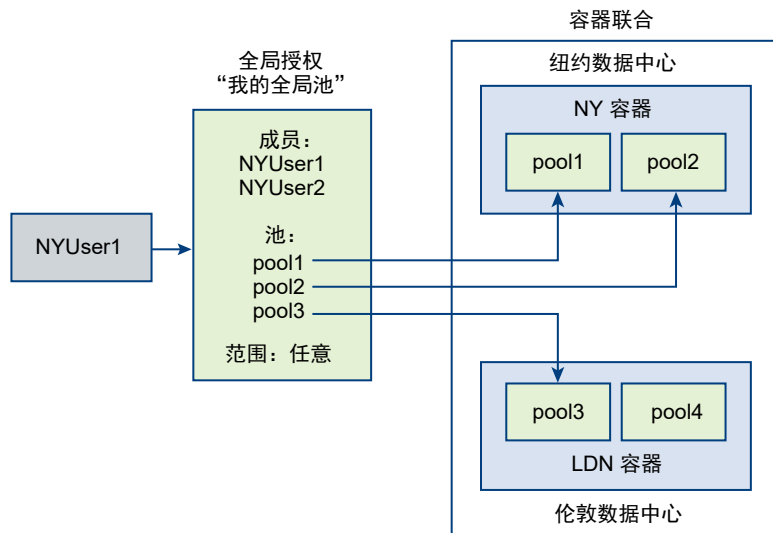 容器联合
全局授权
“我的全局池”
纽约数据中心
NY 容器
pool1
pool2
成员：
NYUser1
NYUser2
NYUser1
池：
pool1
pool2
pool3
范围：任意
pool3
pool4
LDN 容器
伦敦数据中心